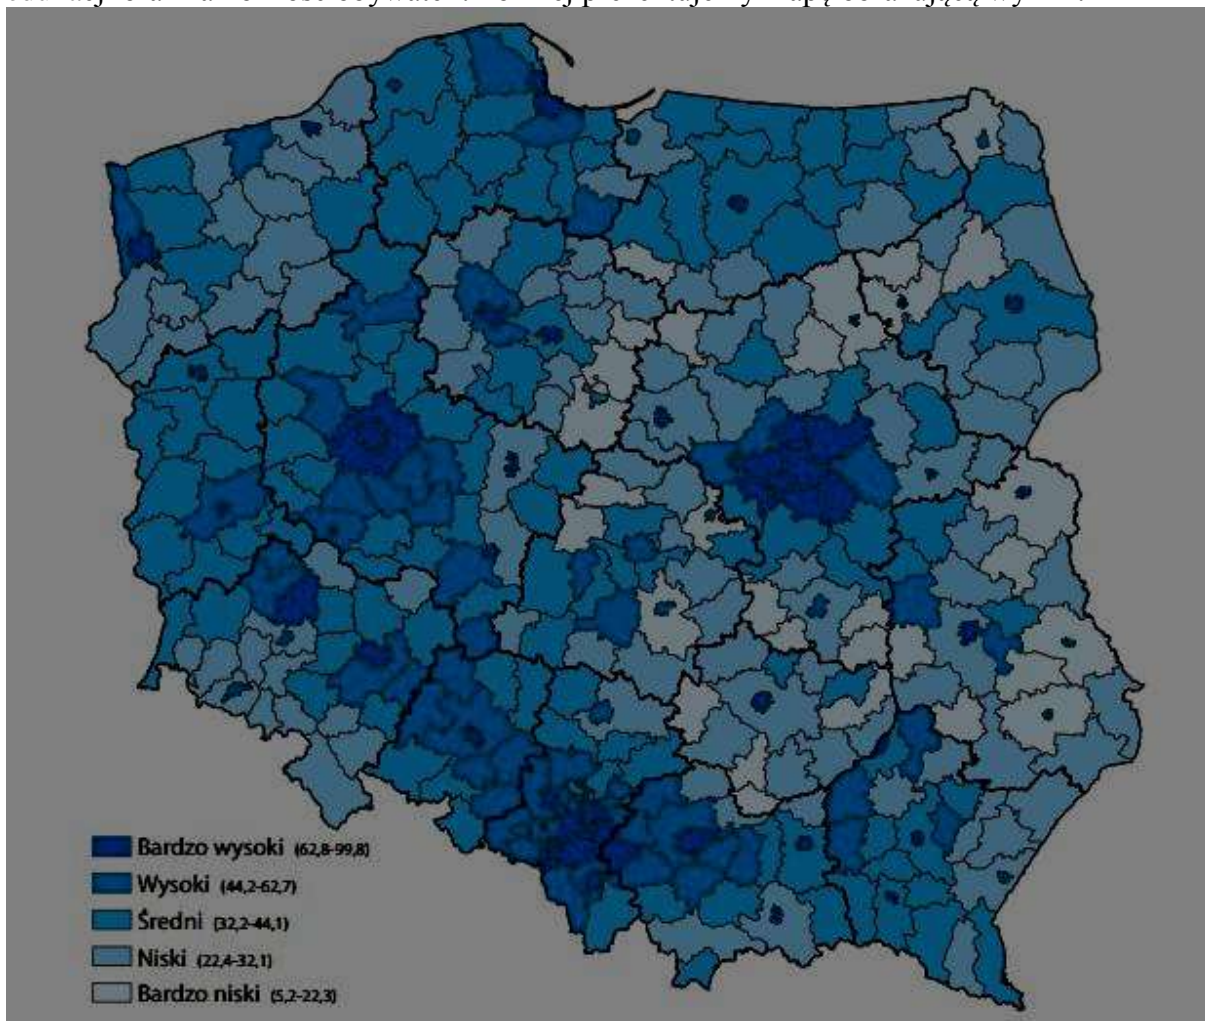 Bardzo wysoki (62,8-99,8)
Wysoki (44,2-62,7)
Średni (32,2-44,1)
Niski (22,4-32,1)
Bardzo niski (5,2-22,3)